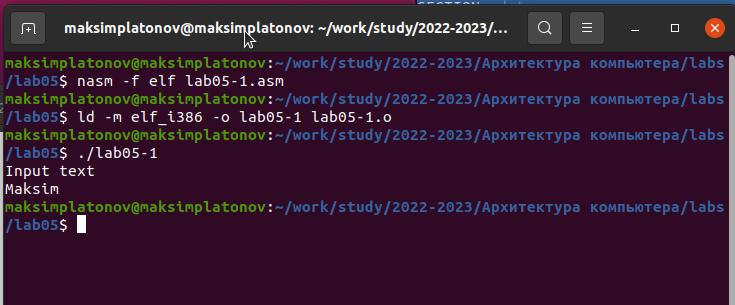 maksimplatonov@maksimplatonov: ~/work/study/2022-2023/...
maksimplatonov@maksimplatonov:~/work/study/2022-2023/Архитектура компьютера/labs
/lab05$ nasm -f elf lab05-1.asm
maksimplatonov@maksimplatonov:~/work/study/2022-2023/Архитектура компьютера/labs
/lab05$ ld -m elf_i386 -o lab05-1 lab05-1.o
maksimplatonov@maksimplatonov:~/work/study/2022-2023/Архитектура компьютера/labs
/lab05$ ./lab05-1
Input text
Maksim
maksimplatonov@maksimplatonov:~/work/study/2022-2023/Архитектура компьютера/labs
/lab05$